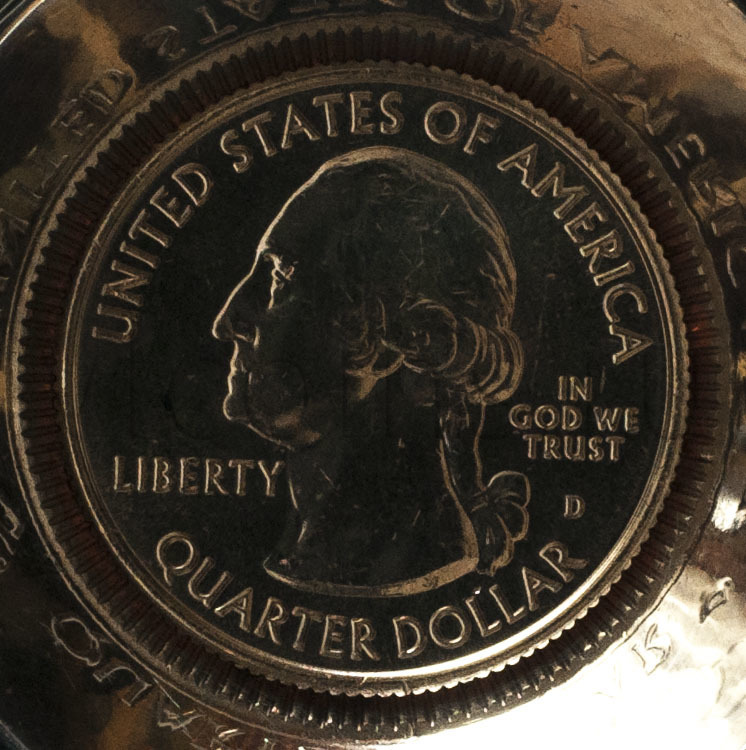 UNITED STATES OF AMERICA
LIBERTY
IN
GOD WE
TRUST
D
QUARTER DOLLAR